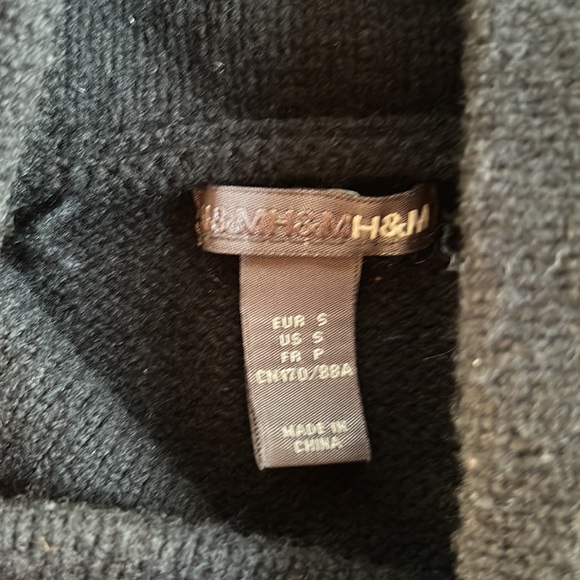 H&MH&MH&M
EUR S
US S
FR P
CN170/88A
MADE IN
CHINA